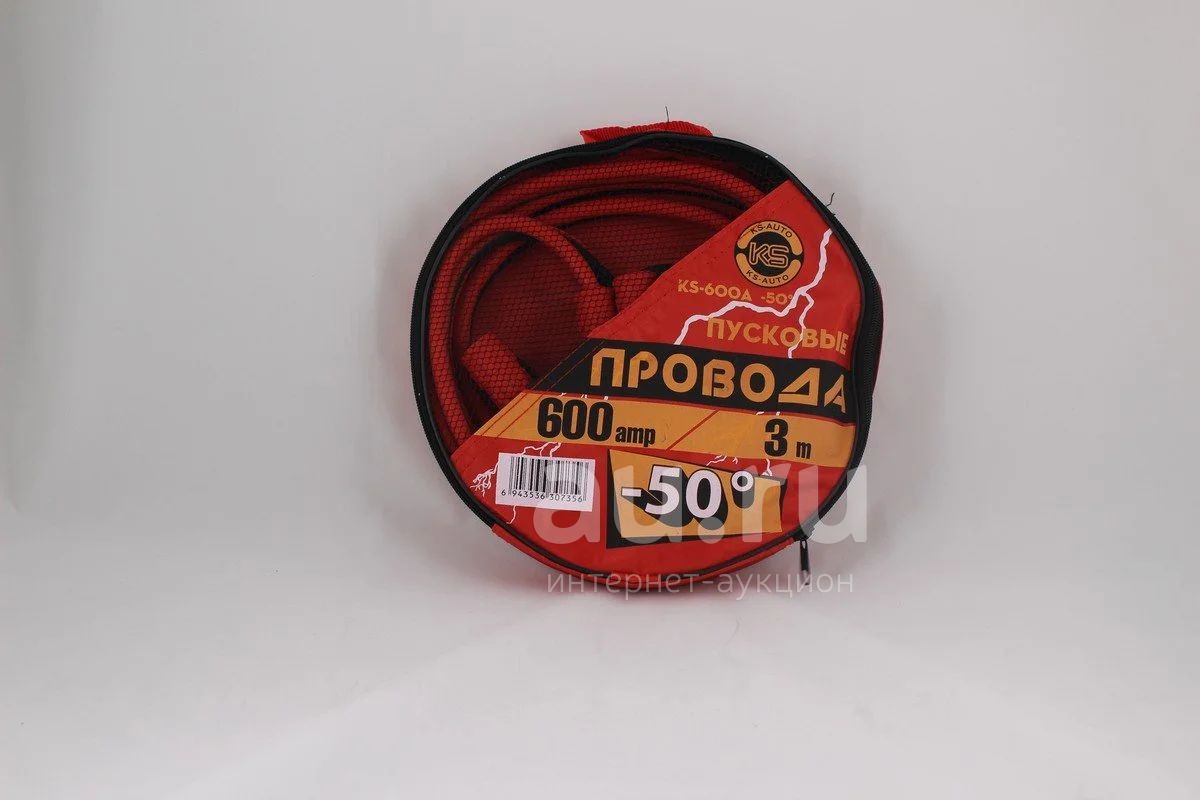 KS-AUTO
KS
KS-AUTO
KS-600A -50°
ПУСКОВЫЕ
ПРОВОДА
600 amp 3 m
-50°
6 943536 307356
au.ru
интернет-аукцион